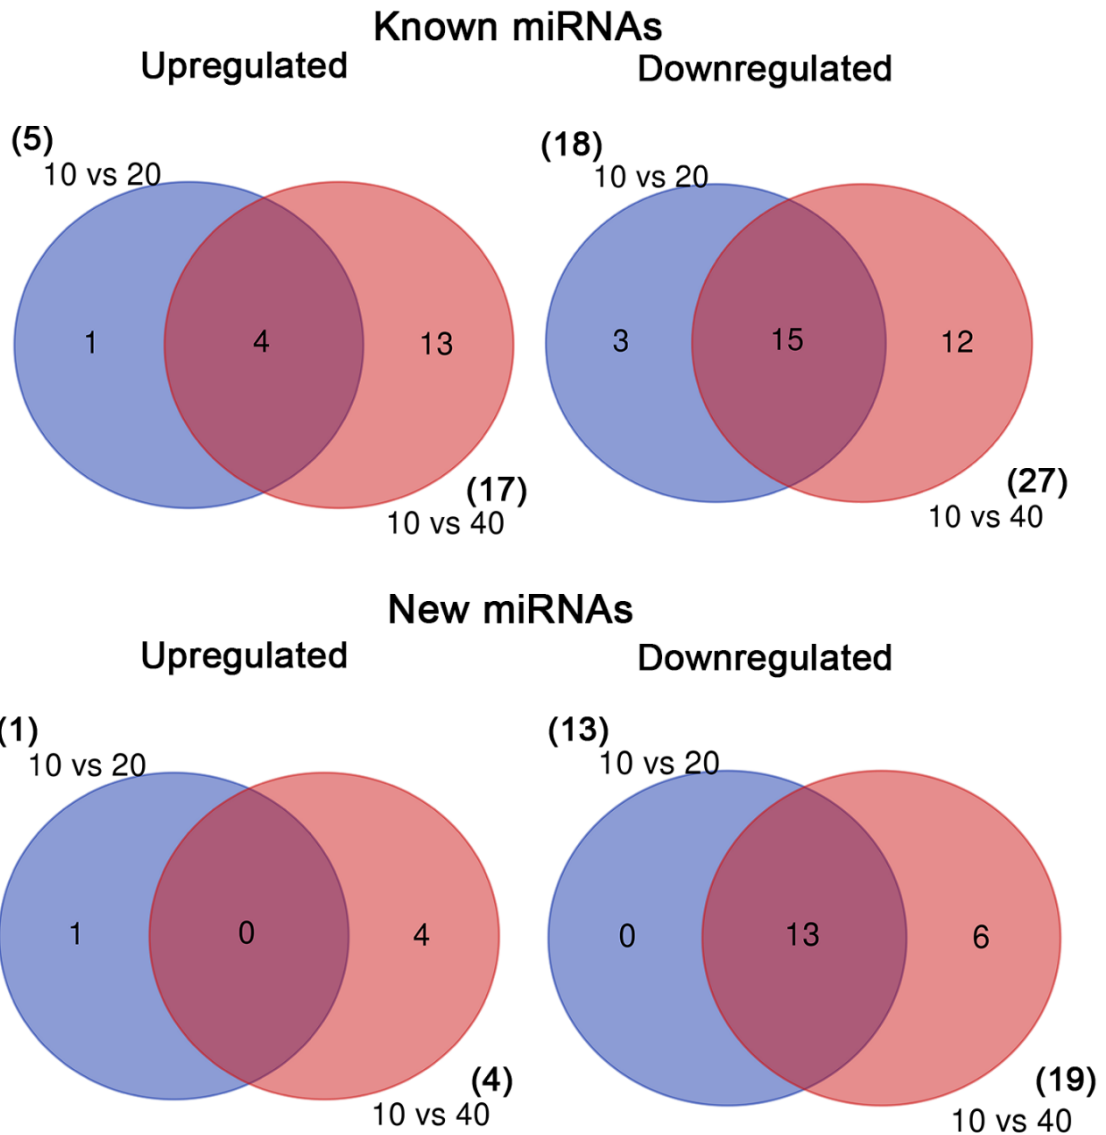 Known miRNAs
Upregulated
Downregulated
(5)
10 vs 20
(18)
10 vs 20
1
4
13
3
15
12
(17)
10 vs 40
(27)
10 vs 40
New miRNAs
Upregulated
Downregulated
(1)
10 vs 20
(13)
10 vs 20
1
0
4
0
13
6
(4)
10 vs 40
(19)
10 vs 40